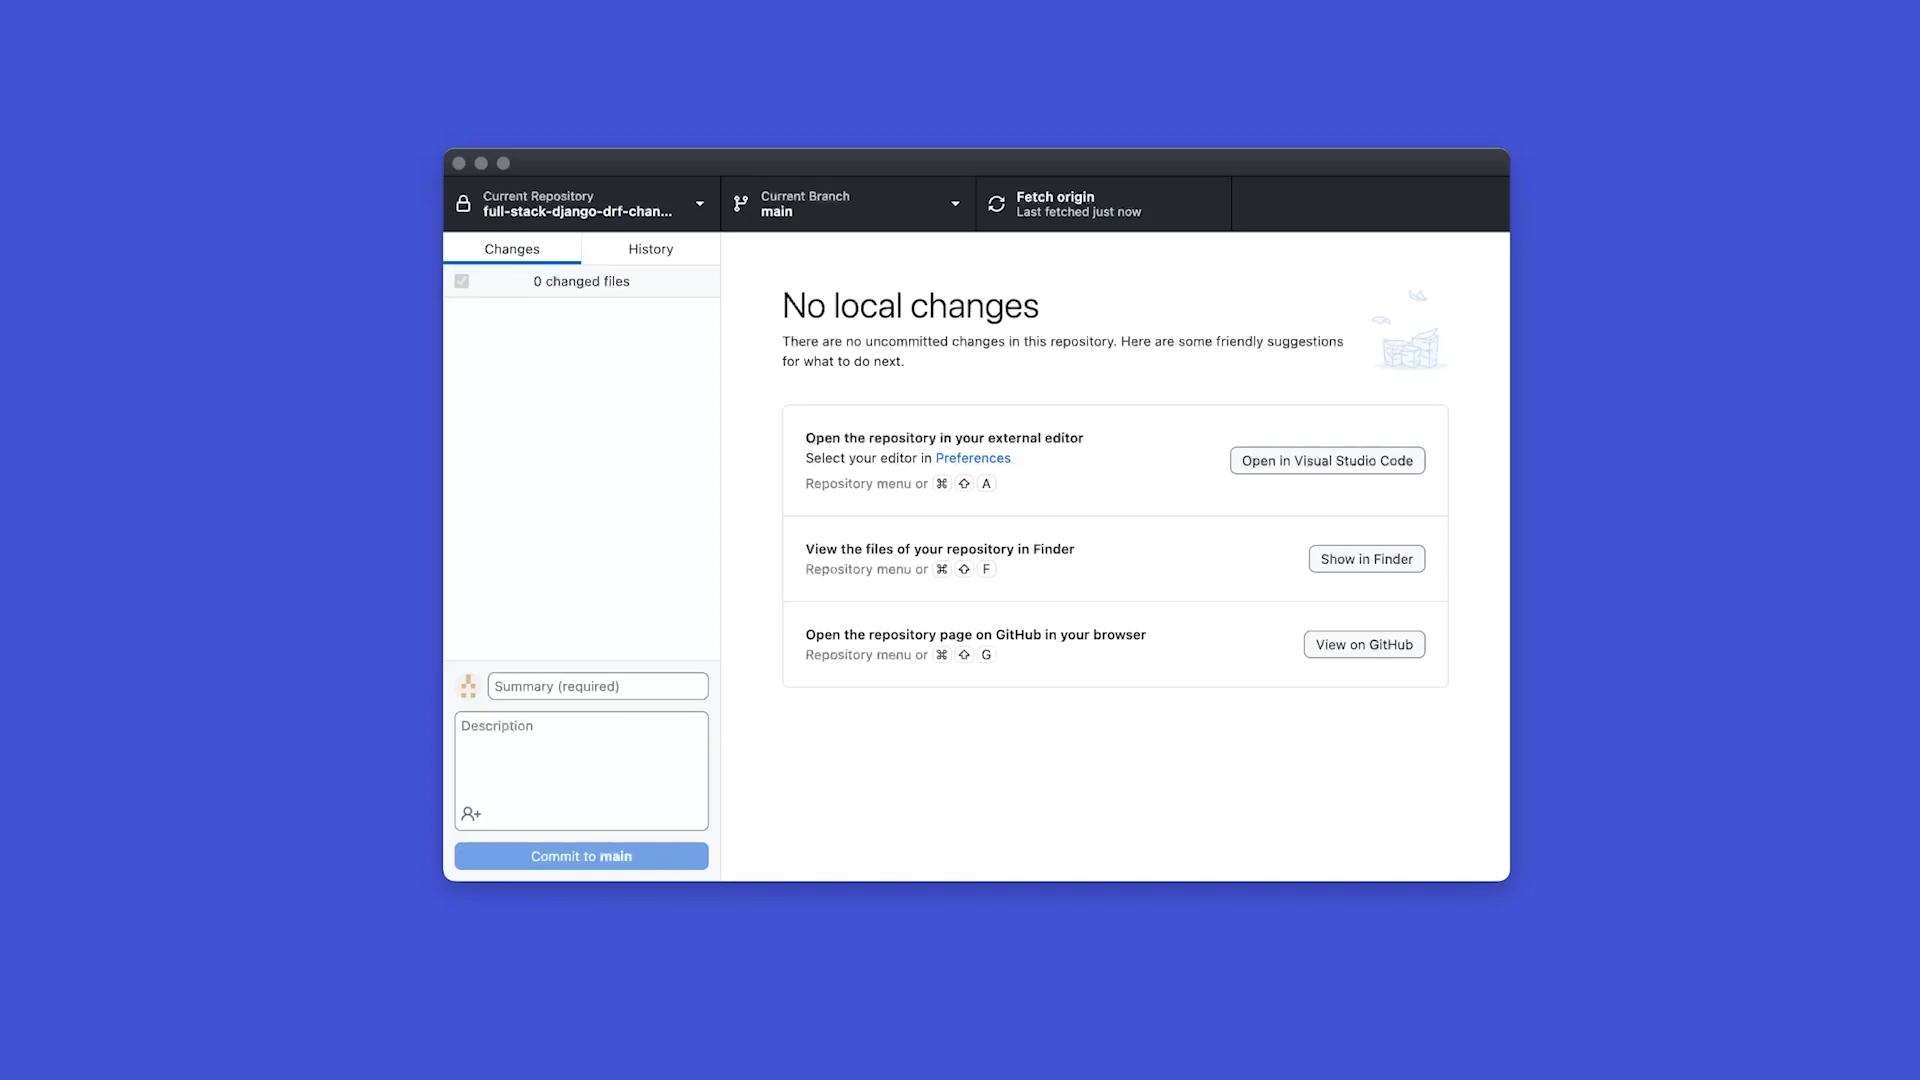 Current Repository
full-stack-django-drf-chan...
Current Branch
main
Fetch origin
Last fetched just now
Changes
History
0 changed files
No local changes
There are no uncommitted changes in this repository. Here are some friendly suggestions
for what to do next.
Open the repository in your external editor
Select your editor in Preferences
Repository menu or ⌘ ⇧ A
Open in Visual Studio Code
View the files of your repository in Finder
Repository menu or ⌘ ⇧ F
Show in Finder
Open the repository page on GitHub in your browser
Repository menu or ⌘ ⇧ G
View on GitHub
Summary (required)
Description
Commit to main